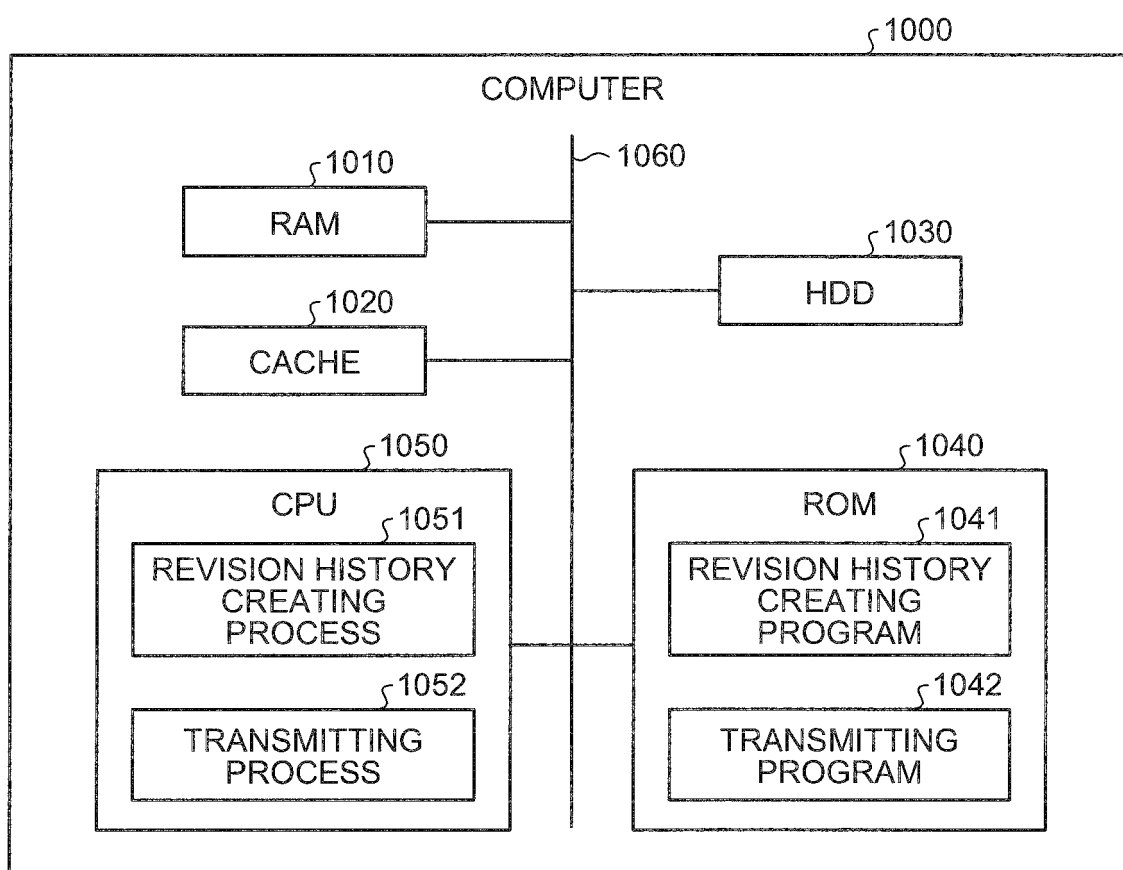 1000
COMPUTER
1060
1010
RAM
1030
HDD
1020
CACHE
1050
CPU
1051
REVISION HISTORY
CREATING
PROCESS
1052
TRANSMITTING
PROCESS
1040
ROM
1041
REVISION HISTORY
CREATING
PROGRAM
1042
TRANSMITTING
PROGRAM